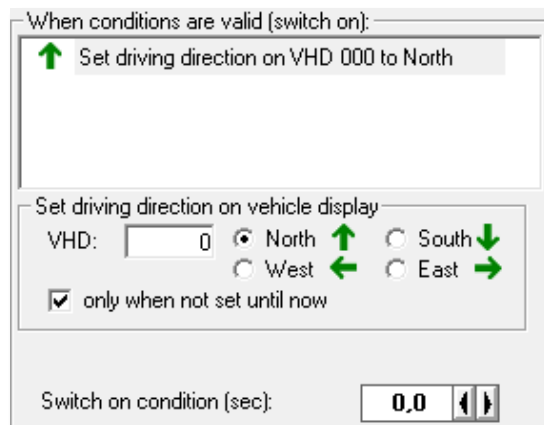 When conditions are valid (switch on):
Set driving direction on VHD 000 to North
Set driving direction on vehicle display
VHD: 0 North South
West East
only when not set until now
Switch on condition (sec): 0,0